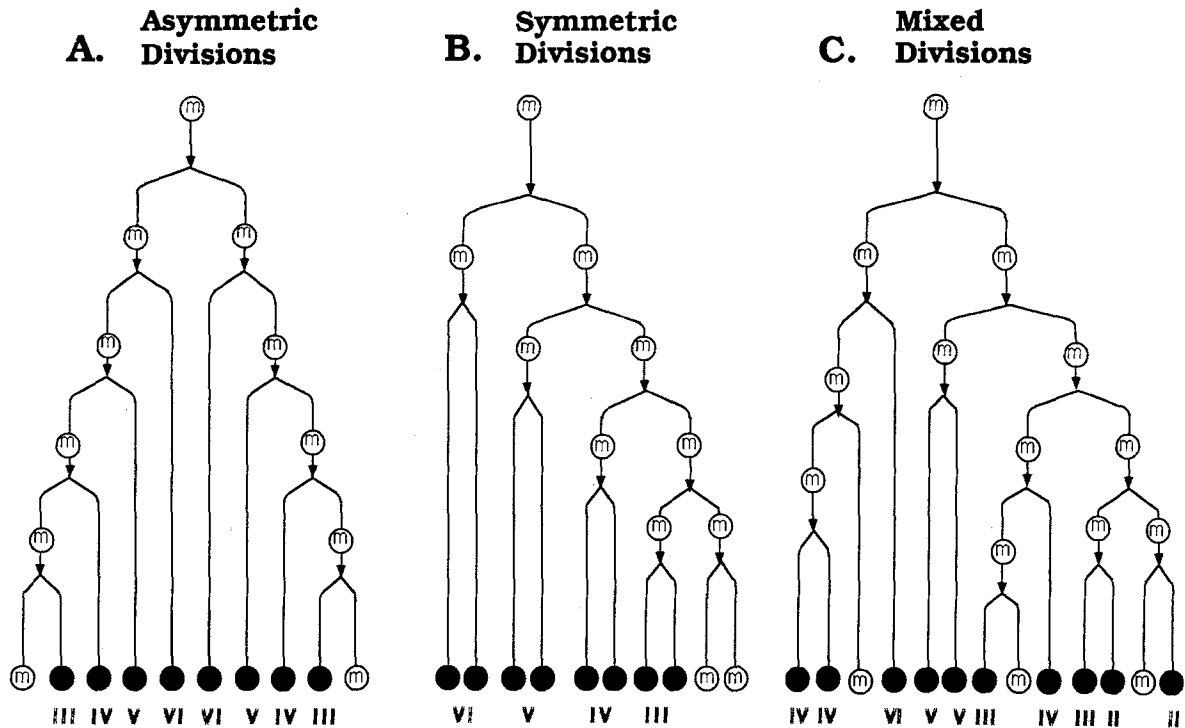 A. Asymmetric Divisions
B. Symmetric Divisions
C. Mixed Divisions
m
m m
m m
m m
m m
m m
III IV V VI VI V IV III
m
m m
m m
m m
m m
m m
VI V IV III
m
m m
m m m
m m m
m m m
m m m
IV IV VI V V III IV III II II